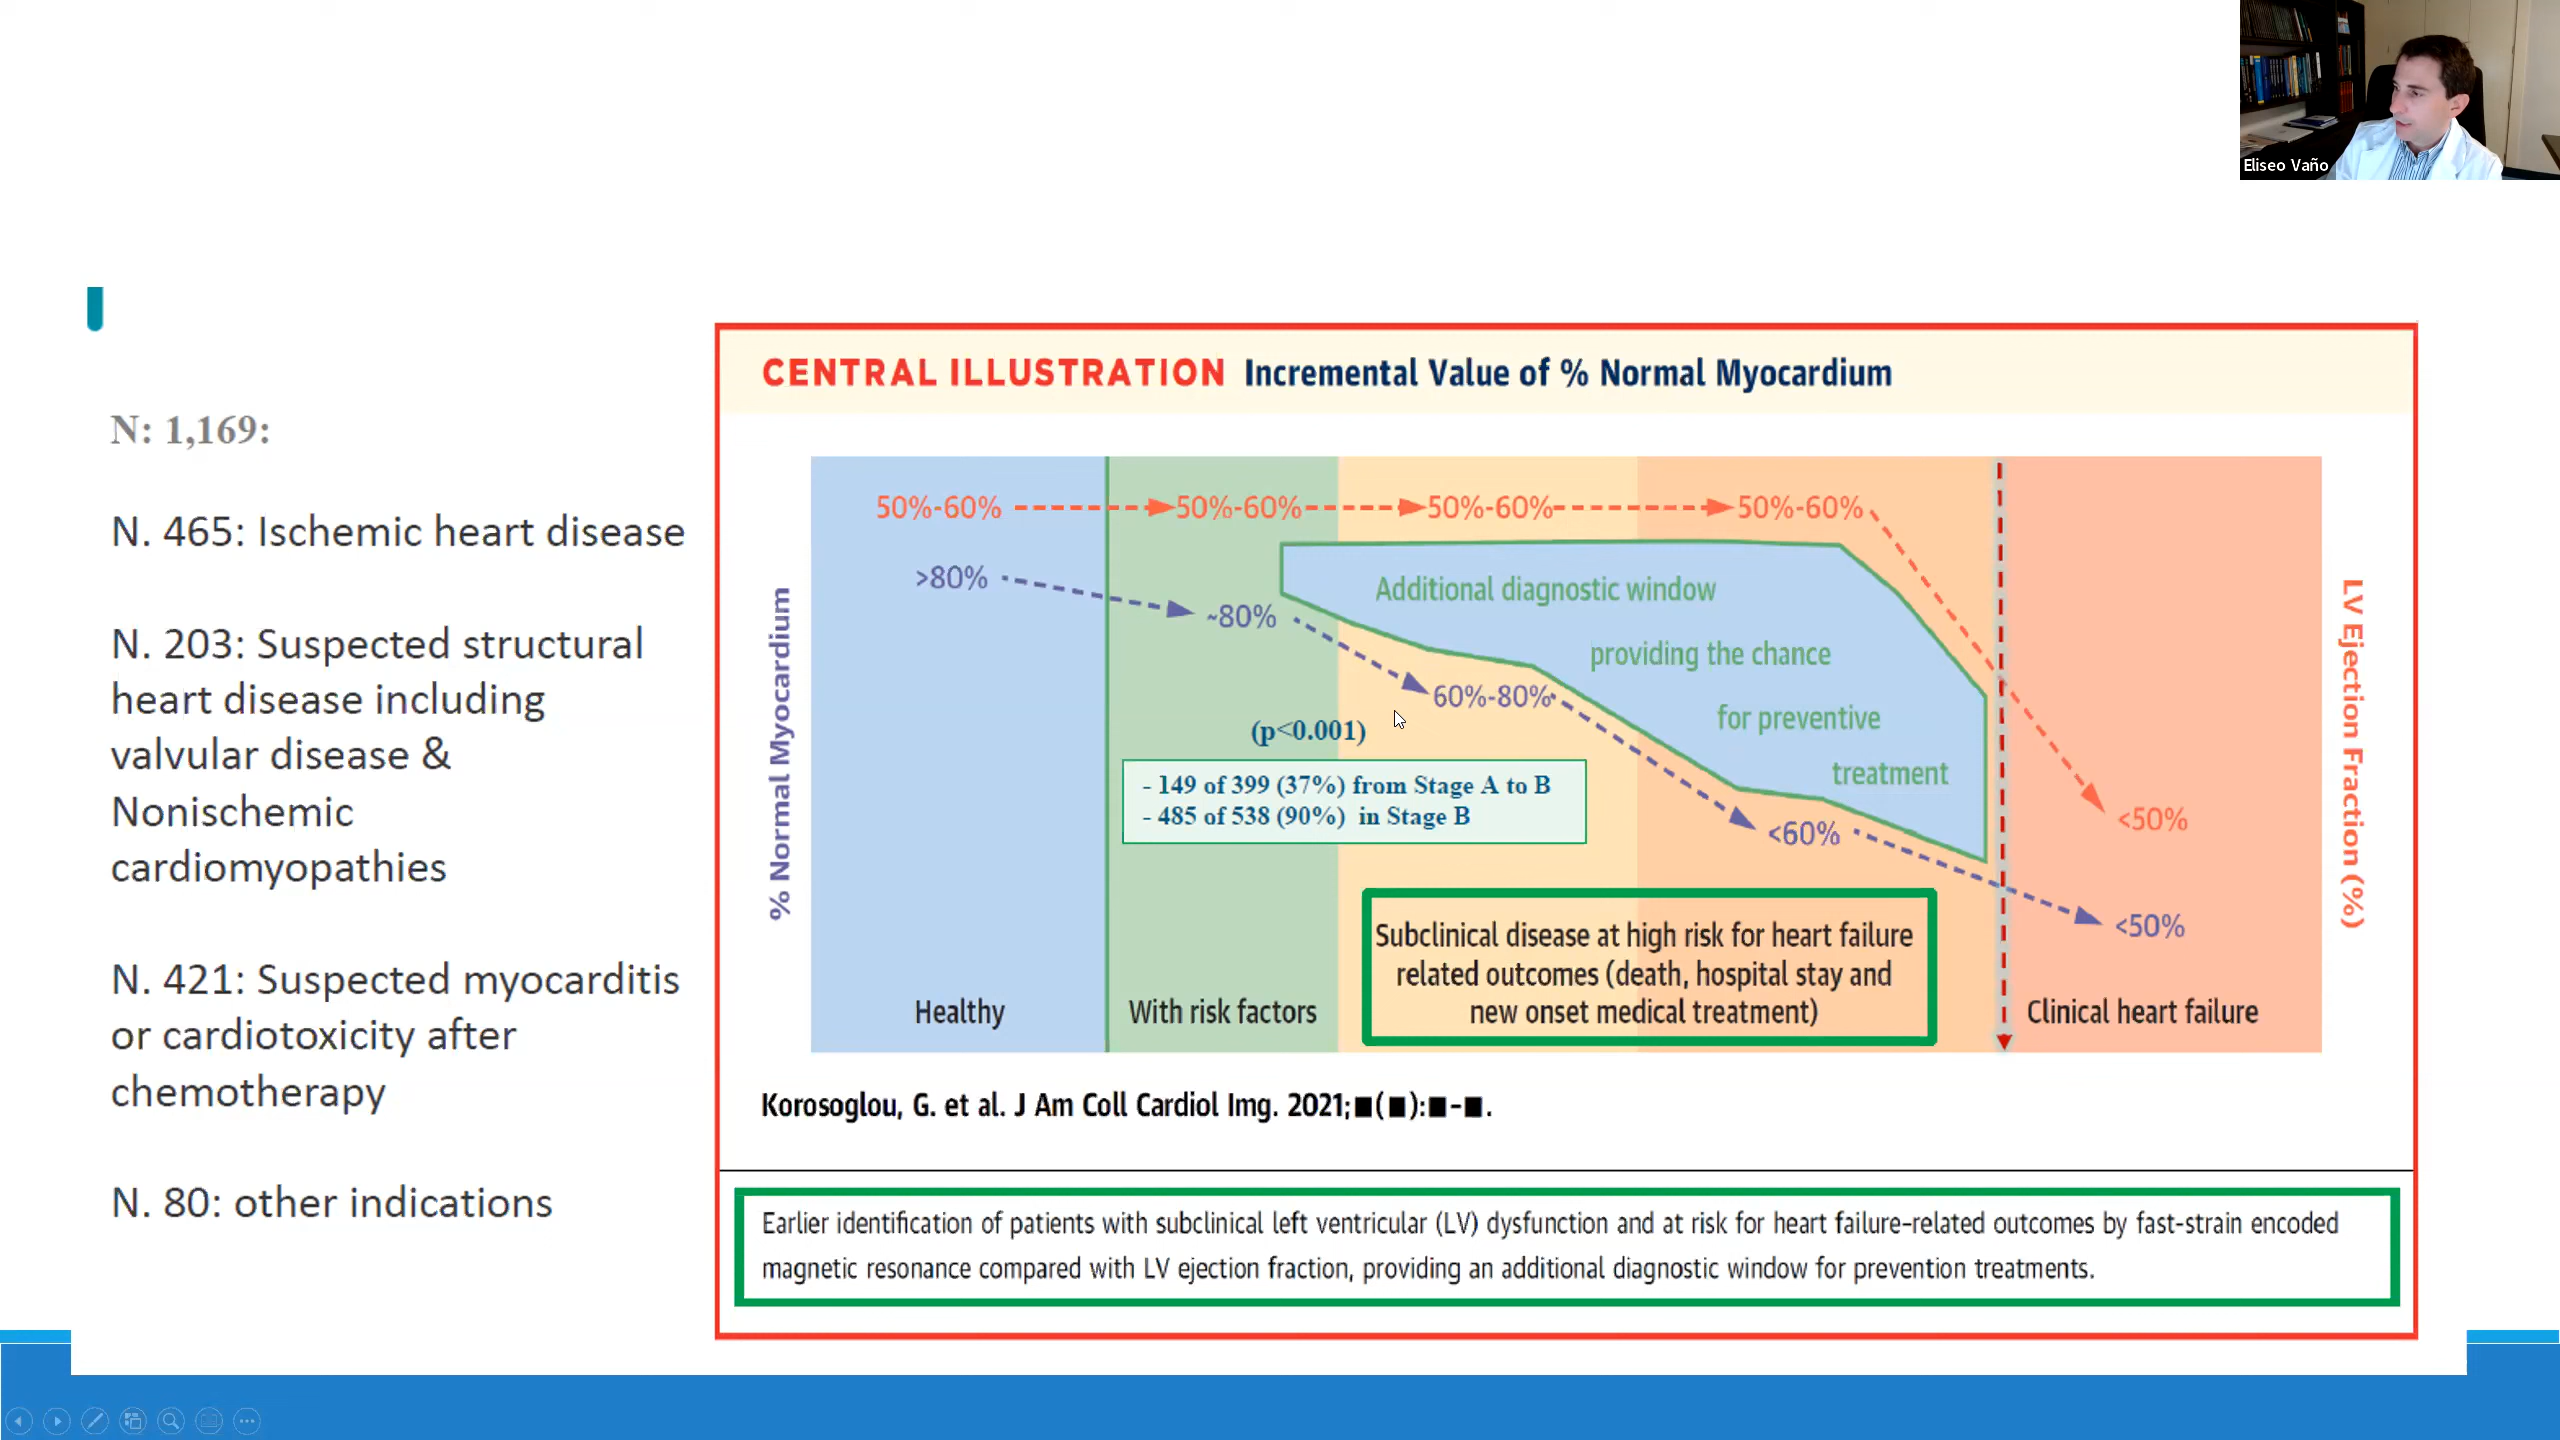 Eliseo Vaño
N: 1,169:
N. 465: Ischemic heart disease
N. 203: Suspected structural
heart disease including
valvular disease &
Nonischemic
cardiomyopathies
N. 421: Suspected myocarditis
or cardiotoxicity after
chemotherapy
N. 80: other indications
CENTRAL ILLUSTRATION Incremental Value of % Normal Myocardium
% Normal Myocardium
50%-60% 50%-60% 50%-60% 50%-60%
>80%
~80%
60%-80%
<60%
<50%
<50%
Additional diagnostic window
providing the chance
for preventive
treatment
(p<0.001)
- 149 of 399 (37%) from Stage A to B
- 485 of 538 (90%) in Stage B
Subclinical disease at high risk for heart failure
related outcomes (death, hospital stay and
new onset medical treatment)
Healthy
With risk factors
Clinical heart failure
LV Ejection Fraction (%)
Korosoglou, G. et al. J Am Coll Cardiol Img. 2021;■(■):■-■.
Earlier identification of patients with subclinical left ventricular (LV) dysfunction and at risk for heart failure-related outcomes by fast-strain encoded
magnetic resonance compared with LV ejection fraction, providing an additional diagnostic window for prevention treatments.